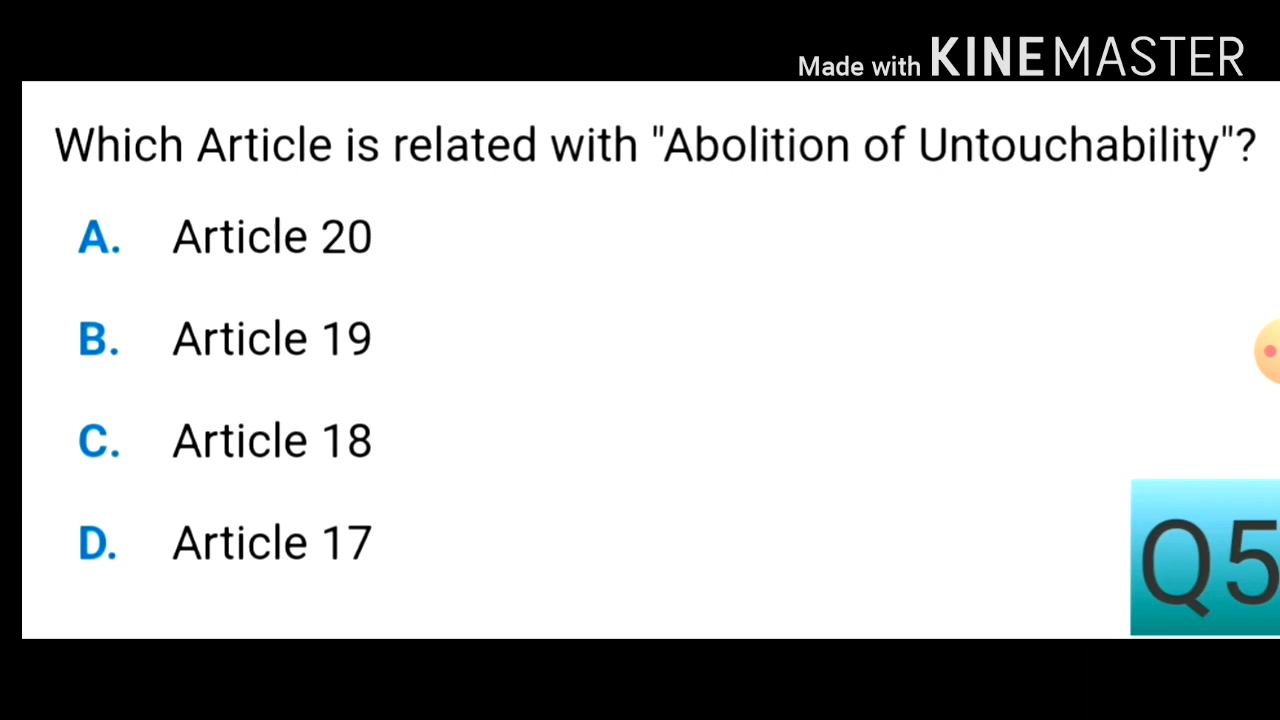 Made with KINEMASTER
Which Article is related with "Abolition of Untouchability"?
A. Article 20
B. Article 19
C. Article 18
D. Article 17
Q5